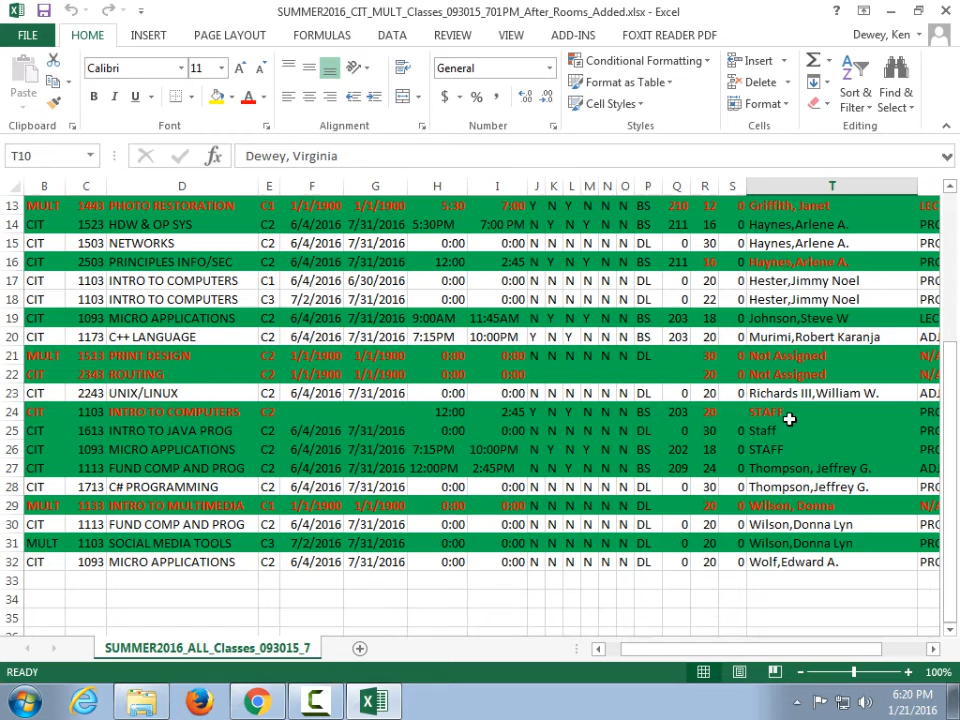 SUMMER2016_CIT_MULT_Classes_093015_701PM_After_Rooms_Added.xlsx - Excel
FILE HOME INSERT PAGE LAYOUT FORMULAS DATA REVIEW VIEW ADD-INS FOXIT READER PDF Dewey, Ken
Calibri 11 General Conditional Formatting Insert
Paste Format as Table Delete Sort & Filter Find & Select
B I U A $ % Cell Styles Format
Clipboard Font Alignment Number Styles Cells Editing
T10 fx Dewey, Virginia
B C D E F G H I J K L M N O P Q R S T
13 MULT 1443 PHOTO RESTORATION C1 1/1/1900 1/1/1900 5:30 7:00 Y N Y N N N BS 210 12 0 Griffith, Janet LEC
14 CIT 1523 HDW & OP SYS C2 6/4/2016 7/31/2016 5:30PM 7:00 PM N Y N Y N N BS 211 16 0 Haynes,Arlene A. PRO
15 CIT 1503 NETWORKS C2 6/4/2016 7/31/2016 0:00 0:00 N N N N N N DL 0 30 0 Haynes,Arlene A. PRO
16 CIT 2503 PRINCIPLES INFO/SEC C2 6/4/2016 7/31/2016 12:00 2:45 N Y N Y N N BS 211 16 0 Haynes,Arlene A. PRO
17 CIT 1103 INTRO TO COMPUTERS C1 6/4/2016 6/30/2016 0:00 0:00 N N N N N N DL 0 20 0 Hester,Jimmy Noel PRO
18 CIT 1103 INTRO TO COMPUTERS C3 7/2/2016 7/31/2016 0:00 0:00 N N N N N N DL 0 22 0 Hester,Jimmy Noel PRO
19 CIT 1093 MICRO APPLICATIONS C2 6/4/2016 7/31/2016 9:00AM 11:45AM N Y N Y N N BS 203 18 0 Johnson,Steve W LEC
20 CIT 1173 C++ LANGUAGE C2 6/4/2016 7/31/2016 7:15PM 10:00PM Y N Y N N N BS 203 20 0 Murimi,Robert Karanja ADJ
21 MULT 1513 PRINT DESIGN C2 1/1/1900 1/1/1900 0:00 0:00 N N N N N N DL 30 0 Not Assigned N/A
22 CIT 2343 ROUTING C2 1/1/1900 1/1/1900 0:00 0:00 20 0 Not Assigned N/A
23 CIT 2243 UNIX/LINUX C2 6/4/2016 7/31/2016 0:00 0:00 N N N N N N DL 0 20 0 Richards III,William W. ADJ
24 CIT 1103 INTRO TO COMPUTERS C2 12:00 2:45 Y N Y N N N BS 203 20 STAFF PRO
25 CIT 1613 INTRO TO JAVA PROG C2 6/4/2016 7/31/2016 0:00 0:00 N N N N N N DL 0 30 0 Staff PRO
26 CIT 1093 MICRO APPLICATIONS C2 6/4/2016 7/31/2016 7:15PM 10:00PM N Y N Y N N BS 202 18 0 STAFF PRO
27 CIT 1113 FUND COMP AND PROG C2 6/4/2016 7/31/2016 12:00PM 2:45PM N Y N Y N N BS 209 24 0 Thompson, Jeffrey G. ADJ
28 CIT 1713 C# PROGRAMMING C2 6/4/2016 7/31/2016 0:00 0:00 N N N N N N DL 0 30 0 Thompson,Jeffrey G. ADJ
29 MULT 1133 INTRO TO MULTIMEDIA C1 1/1/1900 1/1/1900 0:00 0:00 N N N N N N DL 20 0 Wilson, Donna N/A
30 CIT 1113 FUND COMP AND PROG C2 6/4/2016 7/31/2016 0:00 0:00 N N N N N N DL 0 20 0 Wilson,Donna Lyn PRO
31 MULT 1103 SOCIAL MEDIA TOOLS C3 7/2/2016 7/31/2016 0:00 0:00 N N N N N N DL 0 20 0 Wilson,Donna Lyn PRO
32 CIT 1093 MICRO APPLICATIONS C2 6/4/2016 7/31/2016 0:00 0:00 N N N N N N DL 0 20 0 Wolf,Edward A. PRO
33
34
35
SUMMER2016_ALL_Classes_093015_7
READY 100%
6:20 PM
1/21/2016